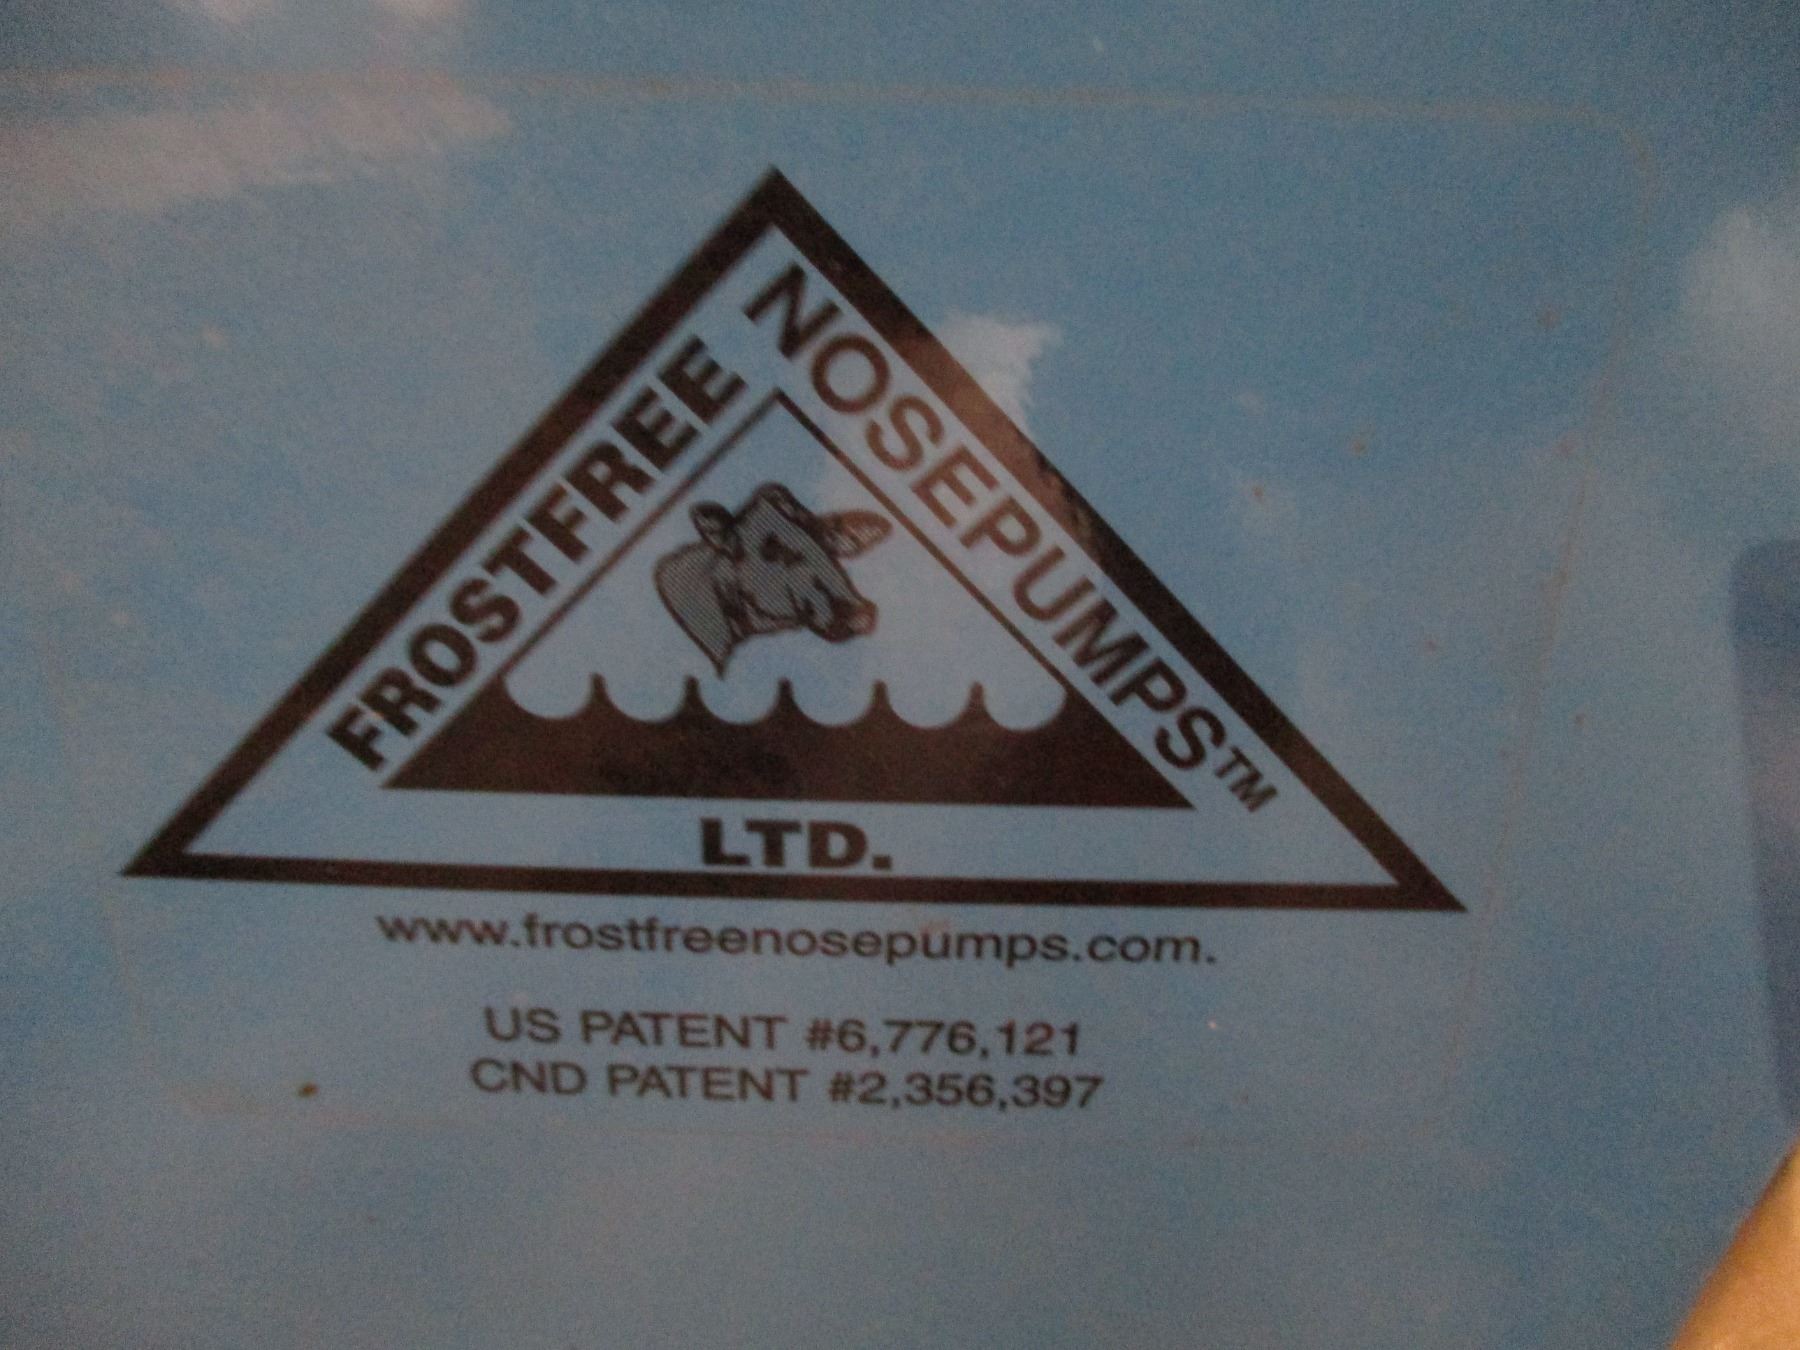 FROSTFREE
NOSEPUMPS™
LTD.
www.frostfreenosepumps.com.
US PATENT #6,776,121
CND PATENT #2,356,397